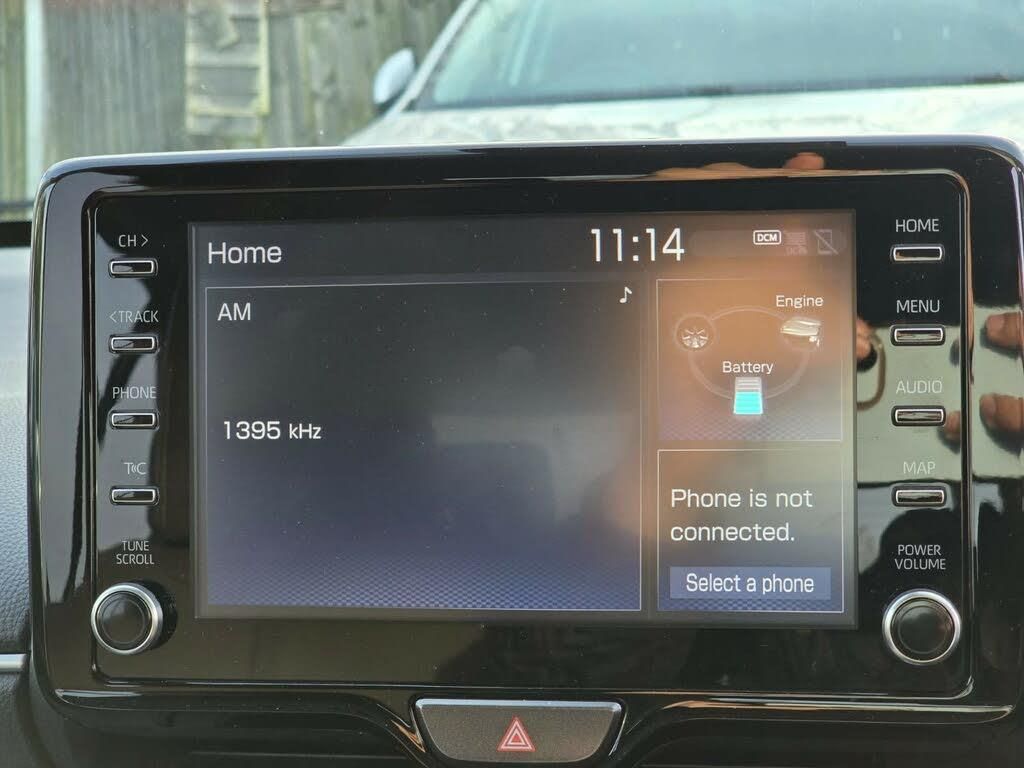 CH >
<TRACK
PHONE
T((C
TUNE
SCROLL
Home
11:14
DCM
AM
1395 kHz
Engine
Battery
Phone is not
connected.
Select a phone
HOME
MENU
AUDIO
MAP
POWER
VOLUME